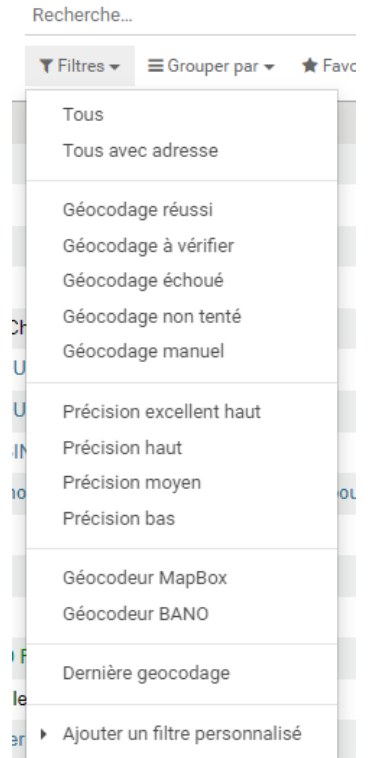 Recherche...
Filtres Grouper par Favo
Tous
Tous avec adresse
Géocodage réussi
Géocodage à vérifier
Géocodage échoué
Géocodage non tenté
Géocodage manuel
Précision excellent haut
Précision haut
Précision moyen
Précision bas
Géocodeur MapBox
Géocodeur BANO
Dernière geocodage
Ajouter un filtre personnalisé